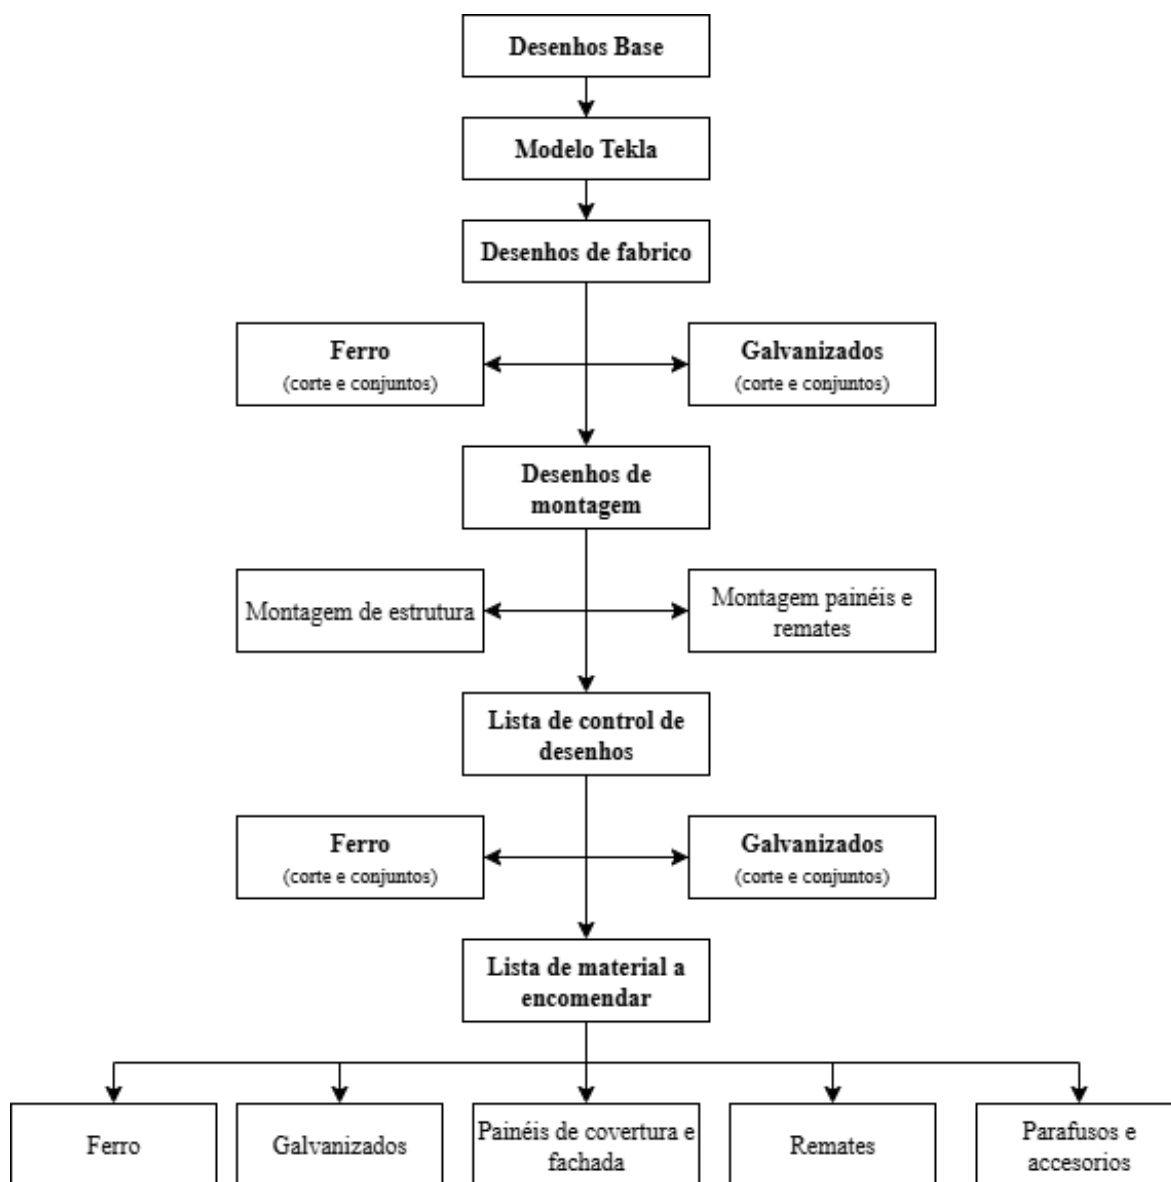 Desenhos Base
Modelo Tekla
Desenhos de fabrico
Ferro
(corte e conjuntos)
Galvanizados
(corte e conjuntos)
Desenhos de
montagem
Montagem de estrutura
Montagem painéis e
remates
Lista de control de
desenhos
Ferro
(corte e conjuntos)
Galvanizados
(corte e conjuntos)
Lista de material a
encomendar
Ferro
Galvanizados
Painéis de covertura e
fachada
Remates
Parafusos e
accesorios